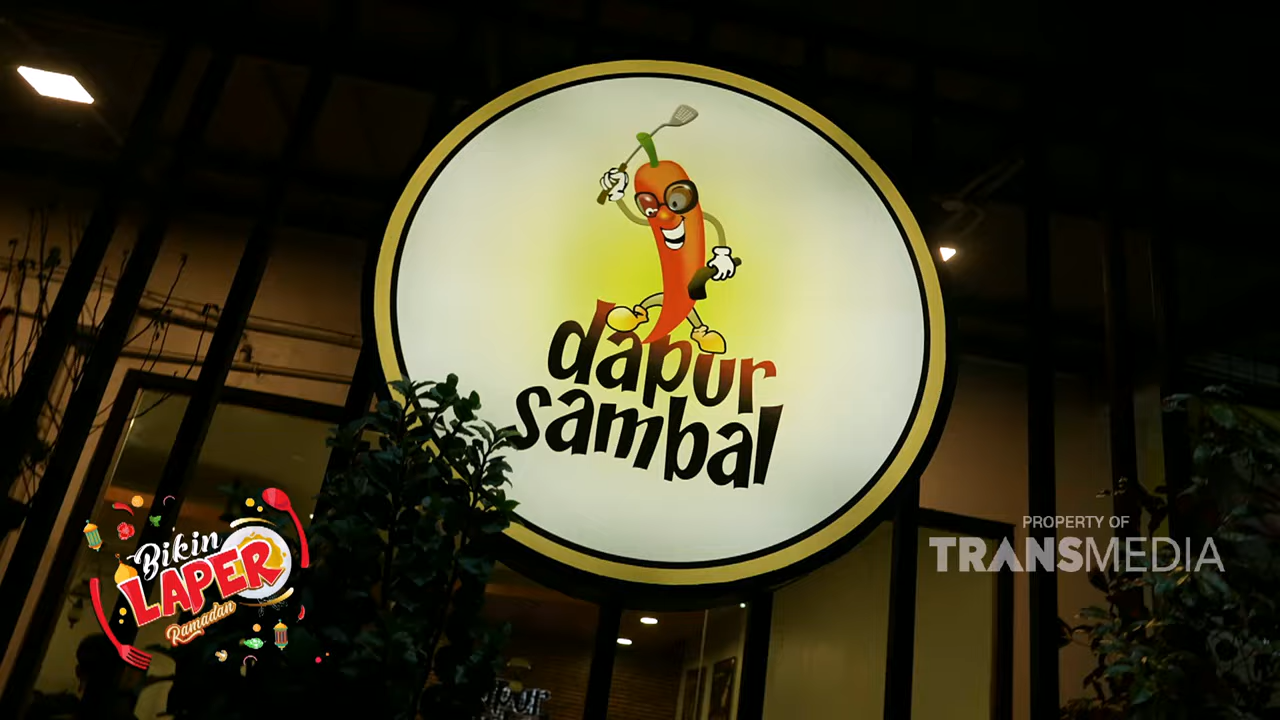 dapur
sambal
Bikin
LAPER
Ramadan
PROPERTY OF
TRANSMEDIA